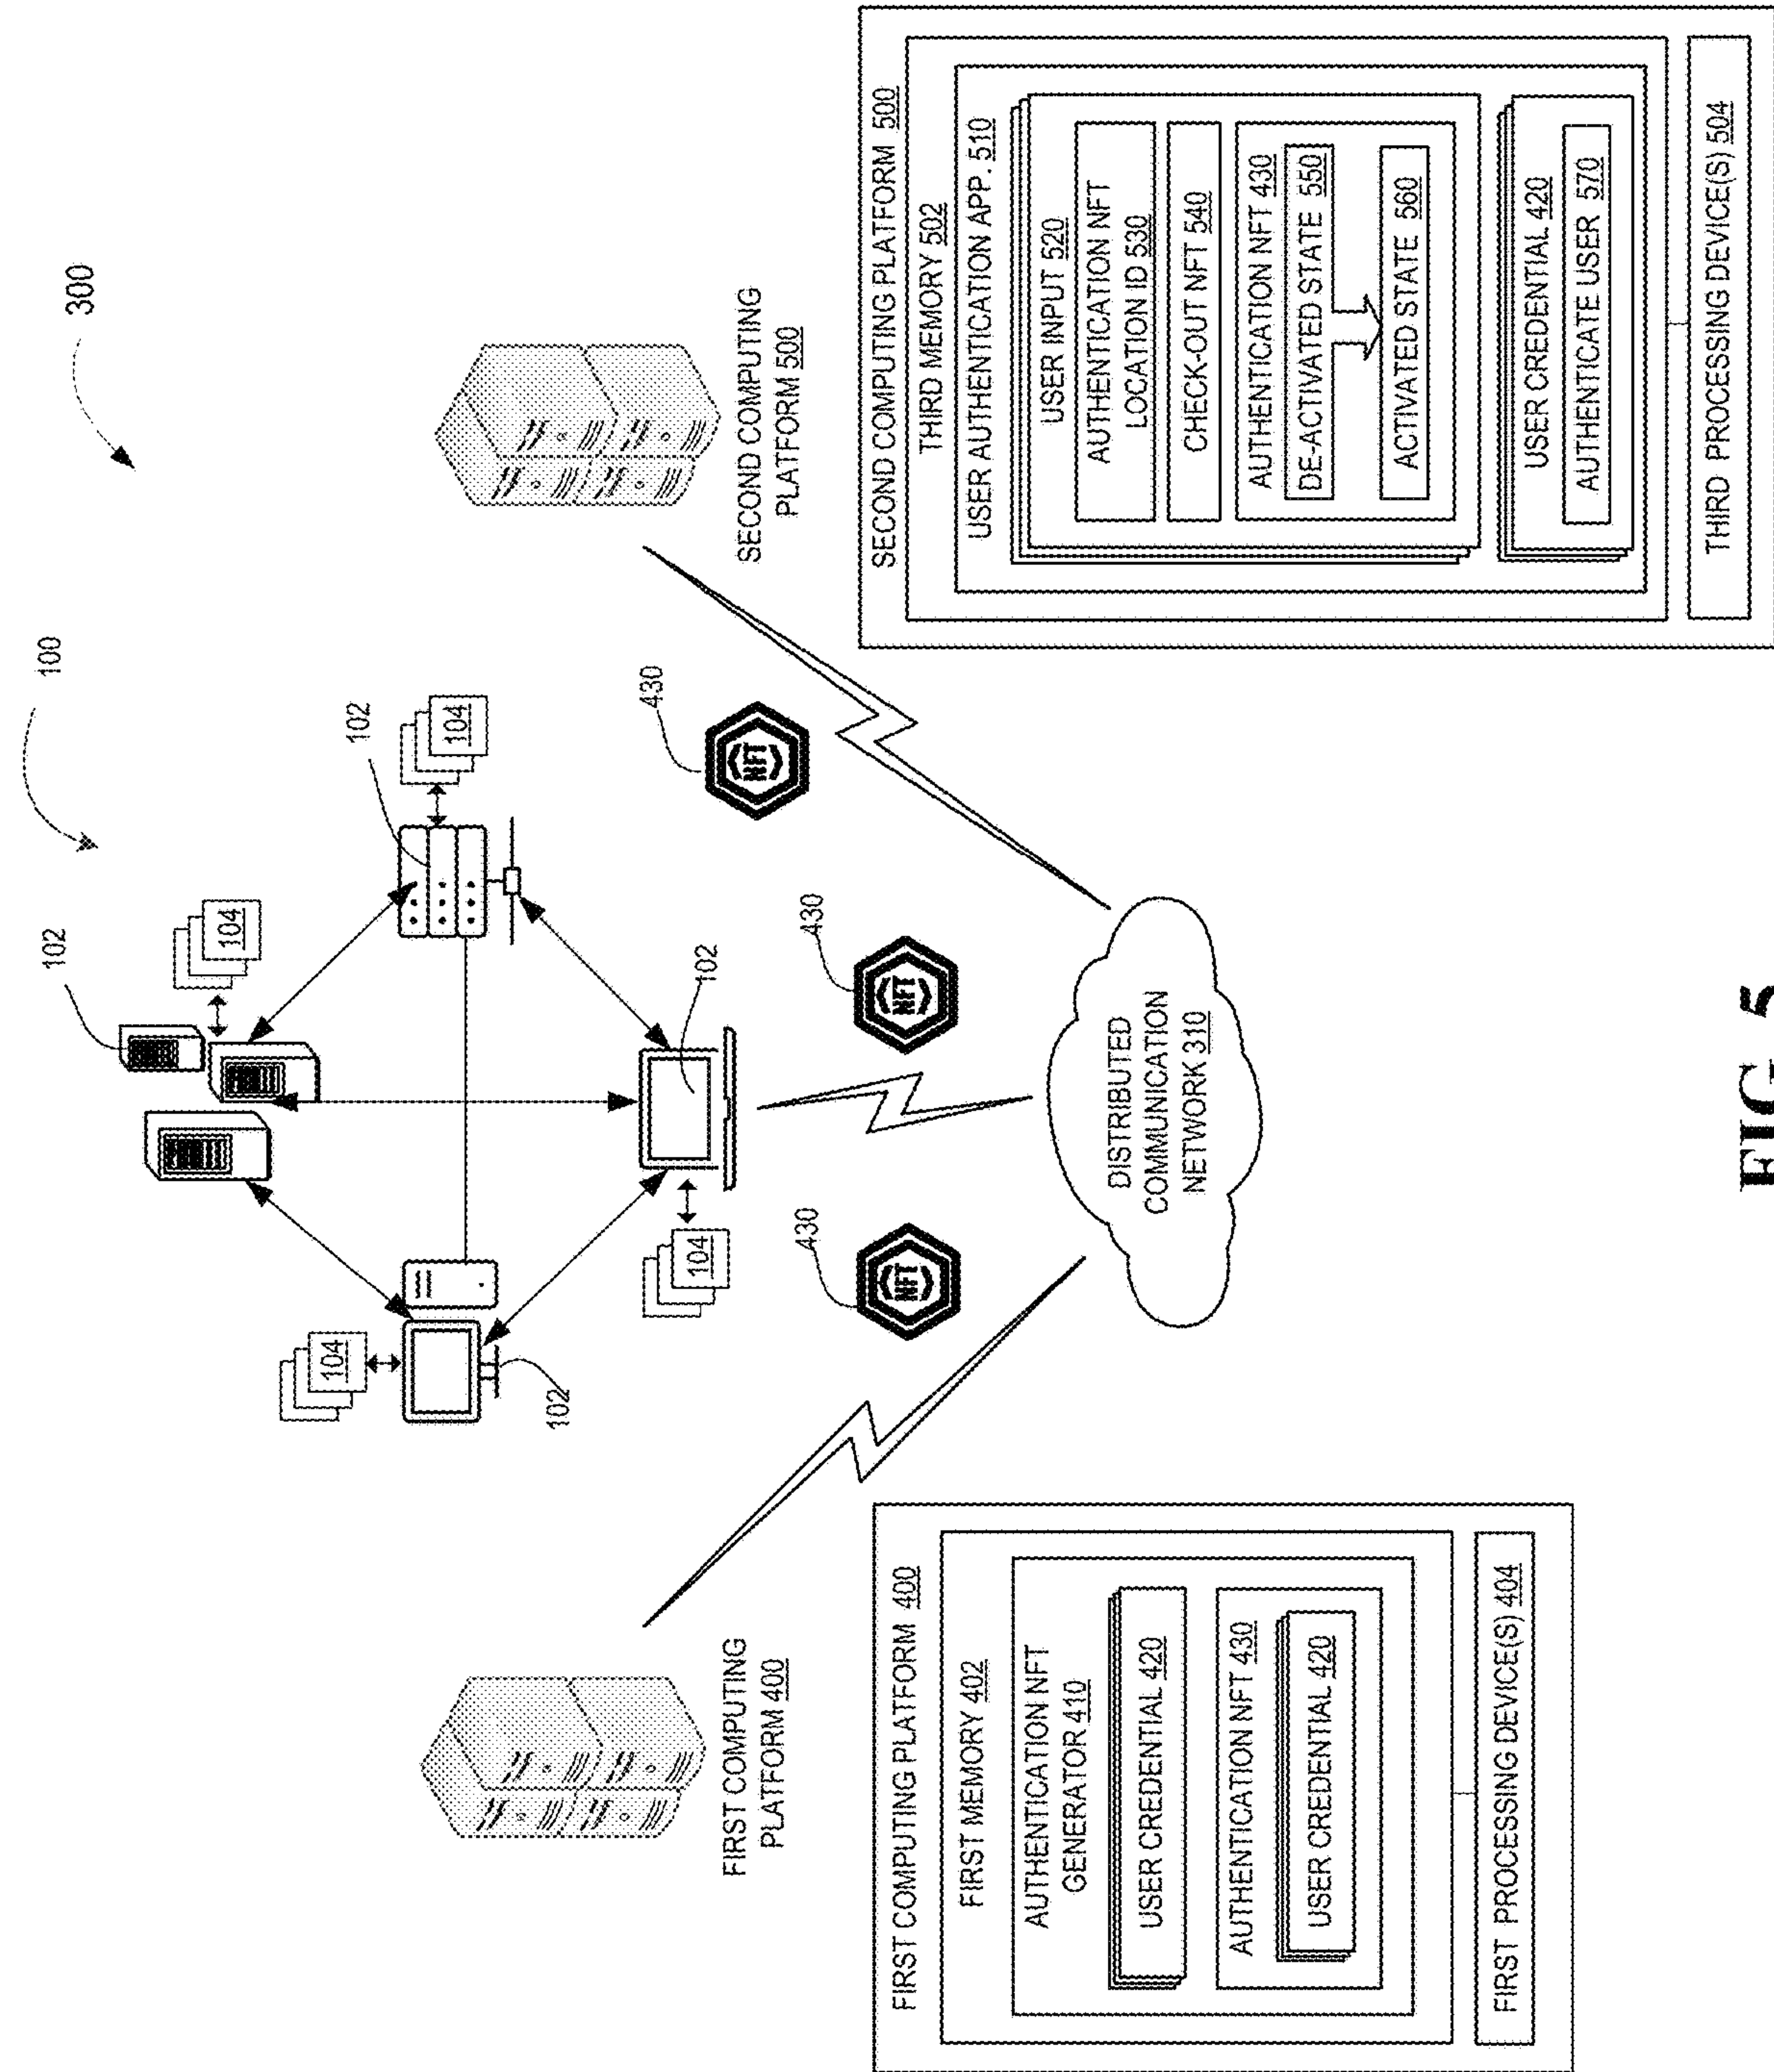 300
100
102
104
102
104
104
102
104
102
FIRST COMPUTING
PLATFORM 400
SECOND COMPUTING
PLATFORM 500
430
NFT
430
NFT
430
NFT
DISTRIBUTED
COMMUNICATION
NETWORK 310
FIRST COMPUTING PLATFORM 400
FIRST MEMORY 402
AUTHENTICATION NFT
GENERATOR 410
USER CREDENTIAL 420
AUTHENTICATION NFT 430
USER CREDENTIAL 420
FIRST PROCESSING DEVICE(S) 404
SECOND COMPUTING PLATFORM 500
THIRD MEMORY 502
USER AUTHENTICATION APP. 510
USER INPUT 520
AUTHENTICATION NFT
LOCATION ID 530
CHECK-OUT NFT 540
AUTHENTICATION NFT 430
DE-ACTIVATED STATE 550
ACTIVATED STATE 560
USER CREDENTIAL 420
AUTHENTICATE USER 570
THIRD PROCESSING DEVICE(S) 504
FIG. 5